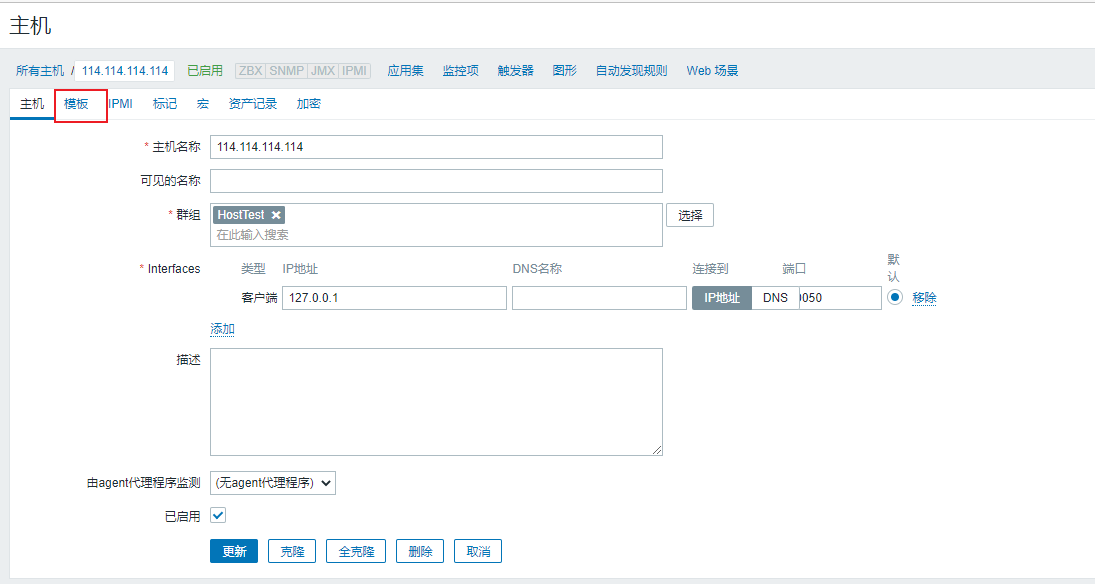 主机
所有主机 / 114.114.114.114 已启用 ZBX SNMP JMX IPMI 应用集 监控项 触发器 图形 自动发现规则 Web 场景
主机 模板 IPMI 标记 宏 资产记录 加密
* 主机名称 114.114.114.114
可见的名称
* 群组 HostTest
选择
在此输入搜索
* Interfaces 类型 IP地址 DNS名称 连接到 端口 默认
客户端 127.0.0.1 IP地址 DNS 050 移除
添加
描述
由agent代理程序监测 (无agent代理程序)
已启用
更新 克隆 全克隆 删除 取消